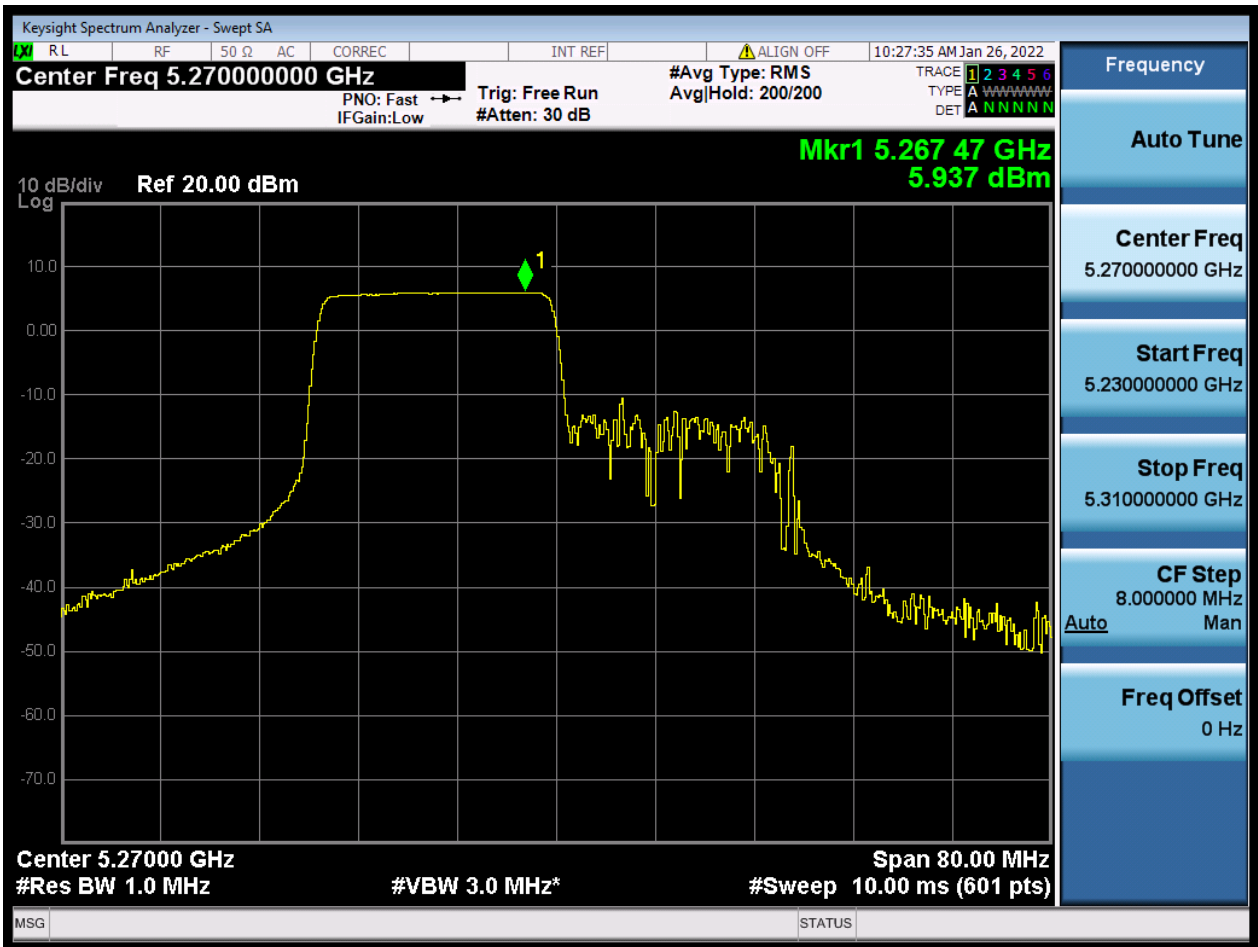 Keysight Spectrum Analyzer - Swept SA
LXI RL RF 50 Ω AC CORREC INT REF ALIGN OFF 10:27:35 AM Jan 26, 2022
Center Freq 5.270000000 GHz
PNO: Fast
IFGain:Low
Trig: Free Run
#Atten: 30 dB
#Avg Type: RMS
Avg|Hold: 200/200
TRACE 1 2 3 4 5 6
TYPE A WWWWW
DET A N N N N N
Mkr1 5.267 47 GHz
5.937 dBm
10 dB/div Ref 20.00 dBm
Log
10.0
0.00
-10.0
-20.0
-30.0
-40.0
-50.0
-60.0
-70.0
1
Center 5.27000 GHz
Span 80.00 MHz
#Res BW 1.0 MHz
#VBW 3.0 MHz*
#Sweep 10.00 ms (601 pts)
MSG
STATUS
Frequency
Auto Tune
Center Freq
5.270000000 GHz
Start Freq
5.230000000 GHz
Stop Freq
5.310000000 GHz
CF Step
8.000000 MHz
Auto Man
Freq Offset
0 Hz